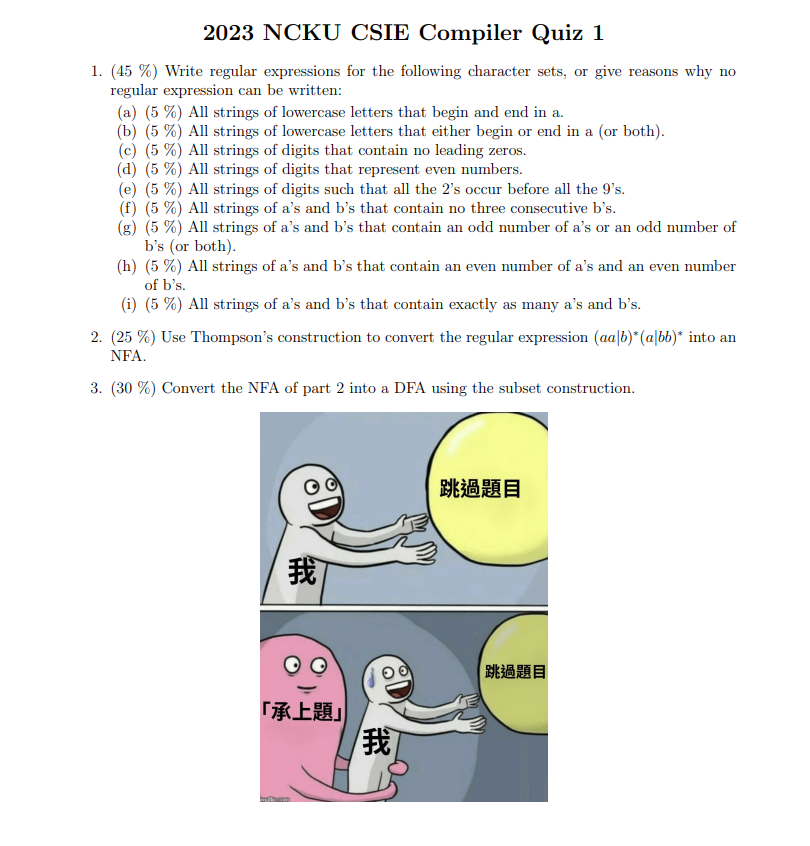 2023 NCKU CSIE Compiler Quiz 1
1. (45 %) Write regular expressions for the following character sets, or give reasons why no
regular expression can be written:
(a) (5 %) All strings of lowercase letters that begin and end in a.
(b) (5 %) All strings of lowercase letters that either begin or end in a (or both).
(c) (5 %) All strings of digits that contain no leading zeros.
(d) (5 %) All strings of digits that represent even numbers.
(e) (5 %) All strings of digits such that all the 2's occur before all the 9's.
(f) (5 %) All strings of a's and b's that contain no three consecutive b's.
(g) (5 %) All strings of a's and b's that contain an odd number of a's or an odd number of
b's (or both).
(h) (5 %) All strings of a's and b's that contain an even number of a's and an even number
of b's.
(i) (5 %) All strings of a's and b's that contain exactly as many a's and b's.
2. (25 %) Use Thompson's construction to convert the regular expression (aa|b)*(a|bb)* into an
NFA.
3. (30 %) Convert the NFA of part 2 into a DFA using the subset construction.
跳過題目
我
跳過題目
「承上題」
我